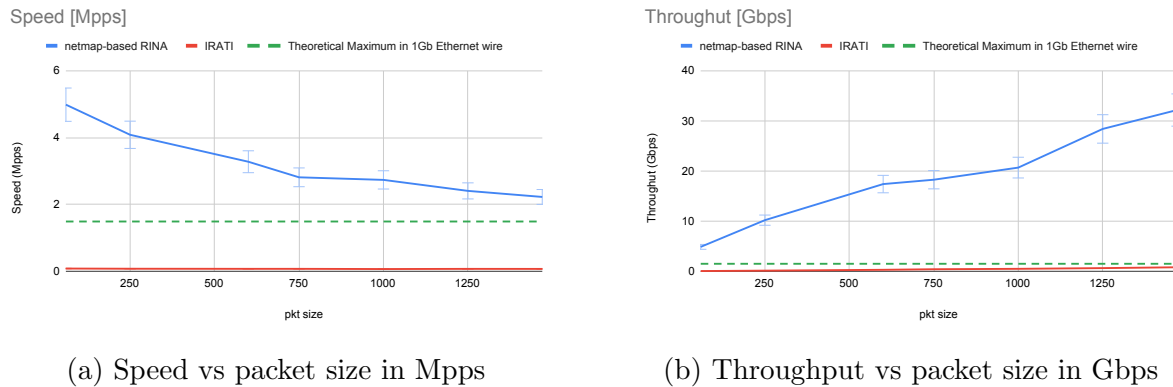 Speed [Mpps]
netmap-based RINA IRATI Theoretical Maximum in 1Gb Ethernet wire
6
4
2
0
Speed (Mpps)
250 500 750 1000 1250
pkt size
(a) Speed vs packet size in Mpps
Throughut [Gbps]
netmap-based RINA IRATI Theoretical Maximum in 1Gb Ethernet wire
40
30
20
10
0
Throughut (Gbps)
250 500 750 1000 1250
pkt size
(b) Throughput vs packet size in Gbps